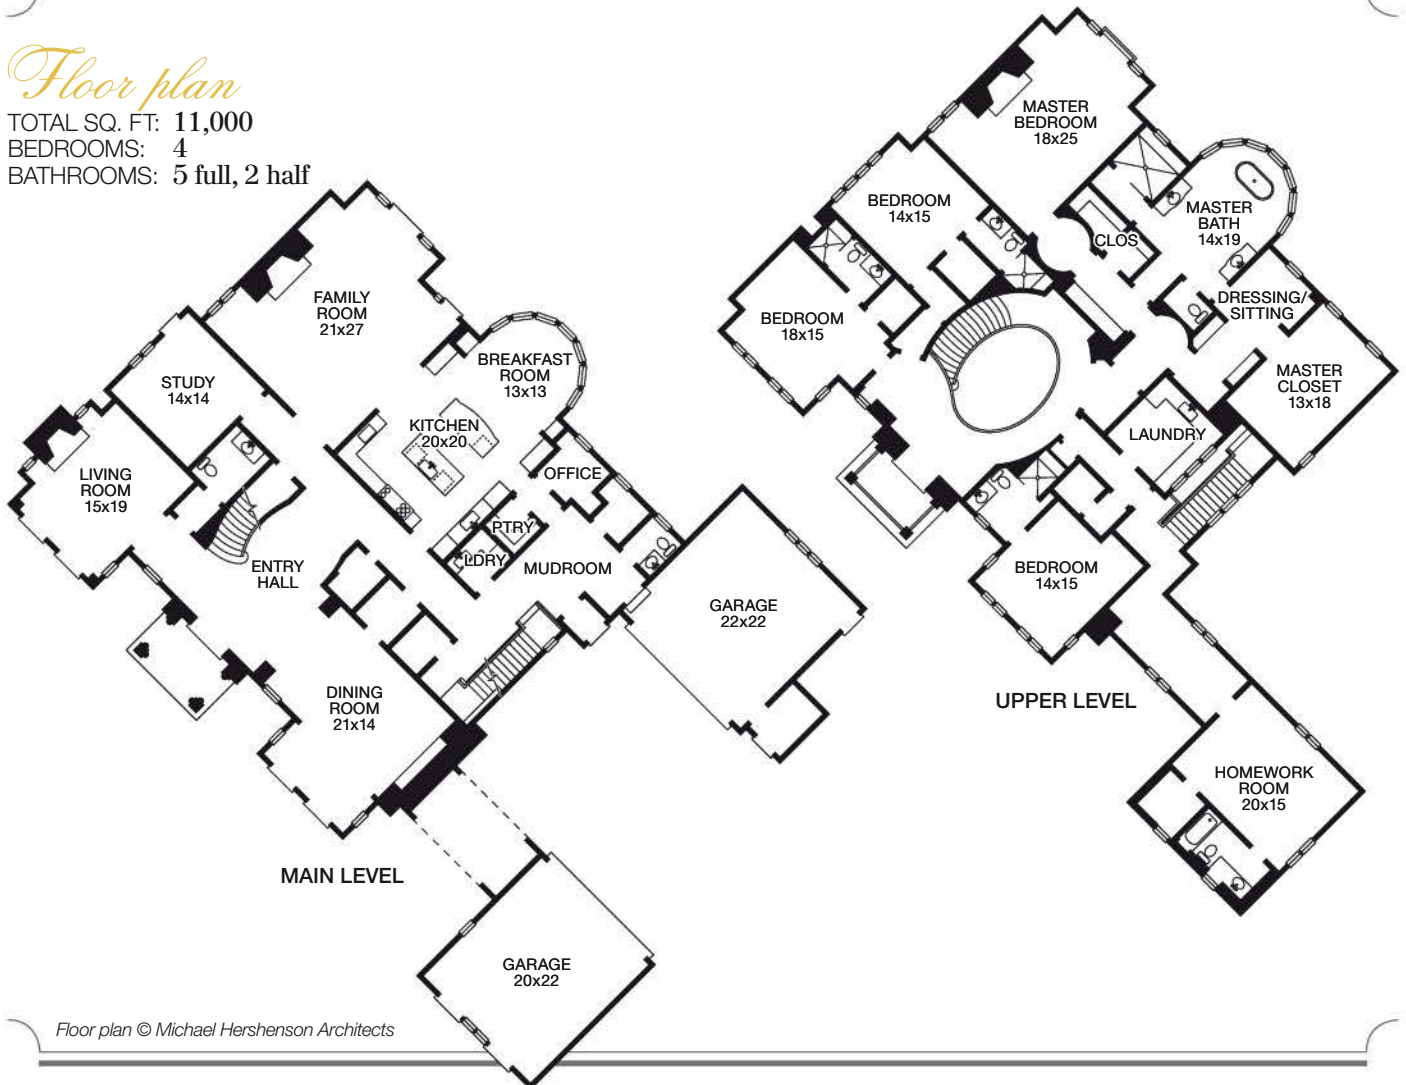 Floor plan
TOTAL SQ. FT: 11,000
BEDROOMS: 4
BATHROOMS: 5 full, 2 half
FAMILY
ROOM
21x27
STUDY
14x14
BREAKFAST
ROOM
13x13
KITCHEN
20x20
LIVING
ROOM
15x19
OFFICE
PTRY
LDRY
MUDROOM
ENTRY
HALL
GARAGE
22x22
DINING
ROOM
21x14
MAIN LEVEL
GARAGE
20x22
MASTER
BEDROOM
18x25
BEDROOM
14x15
MASTER
BATH
14x19
CLOS
BEDROOM
18x15
DRESSING/
SITTING
MASTER
CLOSET
13x18
LAUNDRY
BEDROOM
14x15
UPPER LEVEL
HOMEWORK
ROOM
20x15
Floor plan © Michael Hershenson Architects